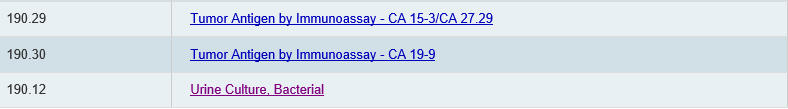 190.29 Tumor Antigen by Immunoassay - CA 15-3/CA 27.29
190.30 Tumor Antigen by Immunoassay - CA 19-9
190.12 Urine Culture, Bacterial